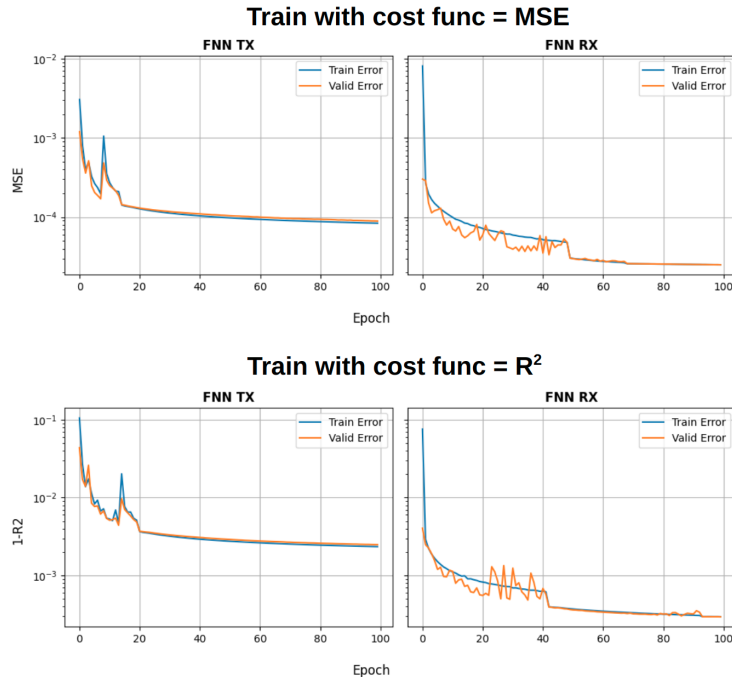 Train with cost func = MSE
FNN TX
FNN RX
10⁻²
10⁻³
10⁻⁴
MSE
Train Error
Valid Error
Train Error
Valid Error
0 20 40 60 80 100
0 20 40 60 80 100
Epoch
Train with cost func = R²
FNN TX
FNN RX
10⁻¹
10⁻²
10⁻³
1-R2
Train Error
Valid Error
Train Error
Valid Error
0 20 40 60 80 100
0 20 40 60 80 100
Epoch